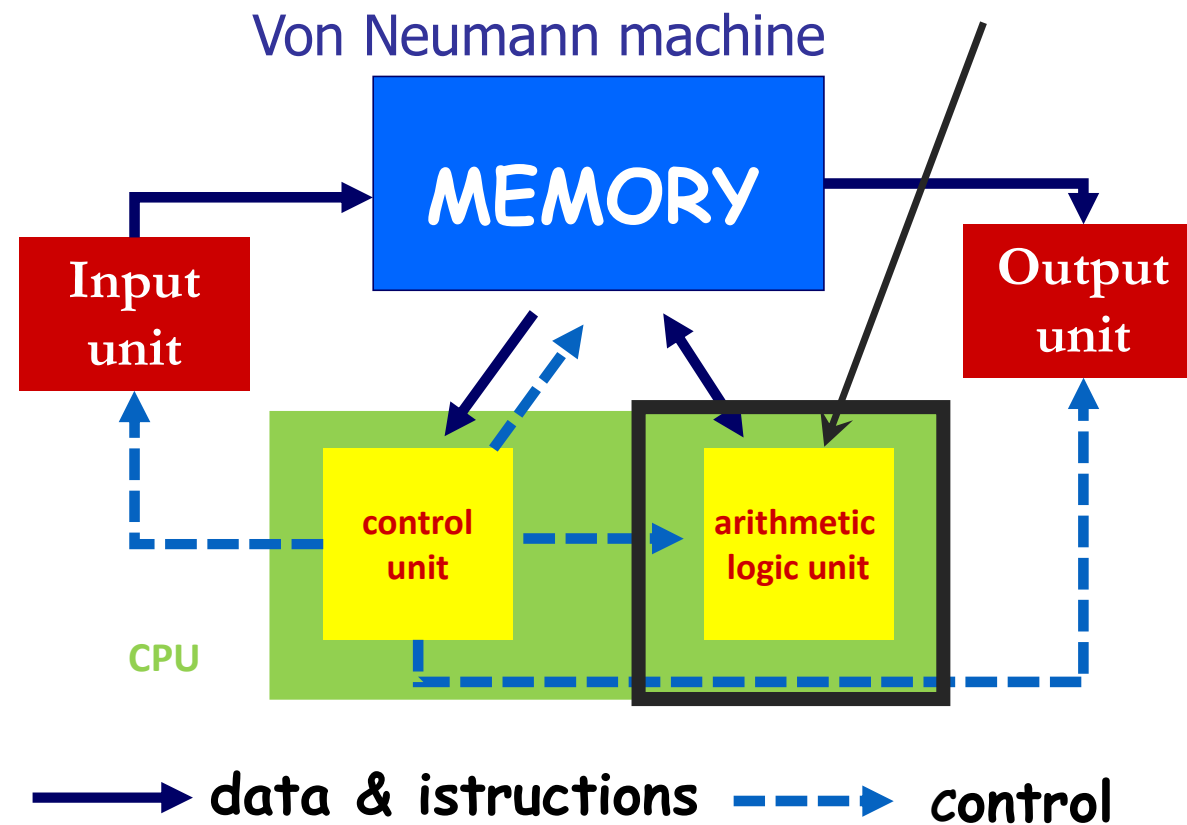 Von Neumann machine
MEMORY
Input
unit
Output
unit
control
unit
arithmetic
logic unit
CPU
data & istructions
control